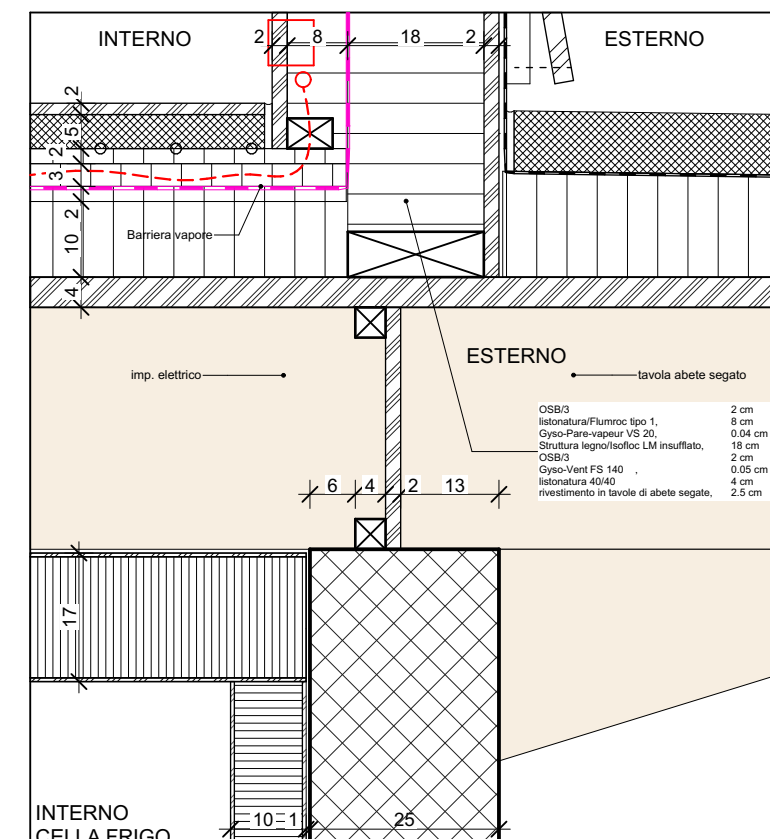 INTERNO
2 8 18 2
ESTERNO
2
5
2
3
2
10
4
Barriera vapore
ESTERNO
imp. elettrico
tavola abete segato
OSB/3 2 cm
listonatura/Flumroc tipo 1, 8 cm
Gyso-Pare-vapeur VS 20, 0.04 cm
Struttura legno/Isofloc LM insufflato, 18 cm
OSB/3 2 cm
Gyso-Vent FS 140 , 0.05 cm
listonatura 40/40 4 cm
rivestimento in tavole di abete segate, 2.5 cm
6 4 2 13
17
INTERNO
CELLA FRIGO
10 1 25